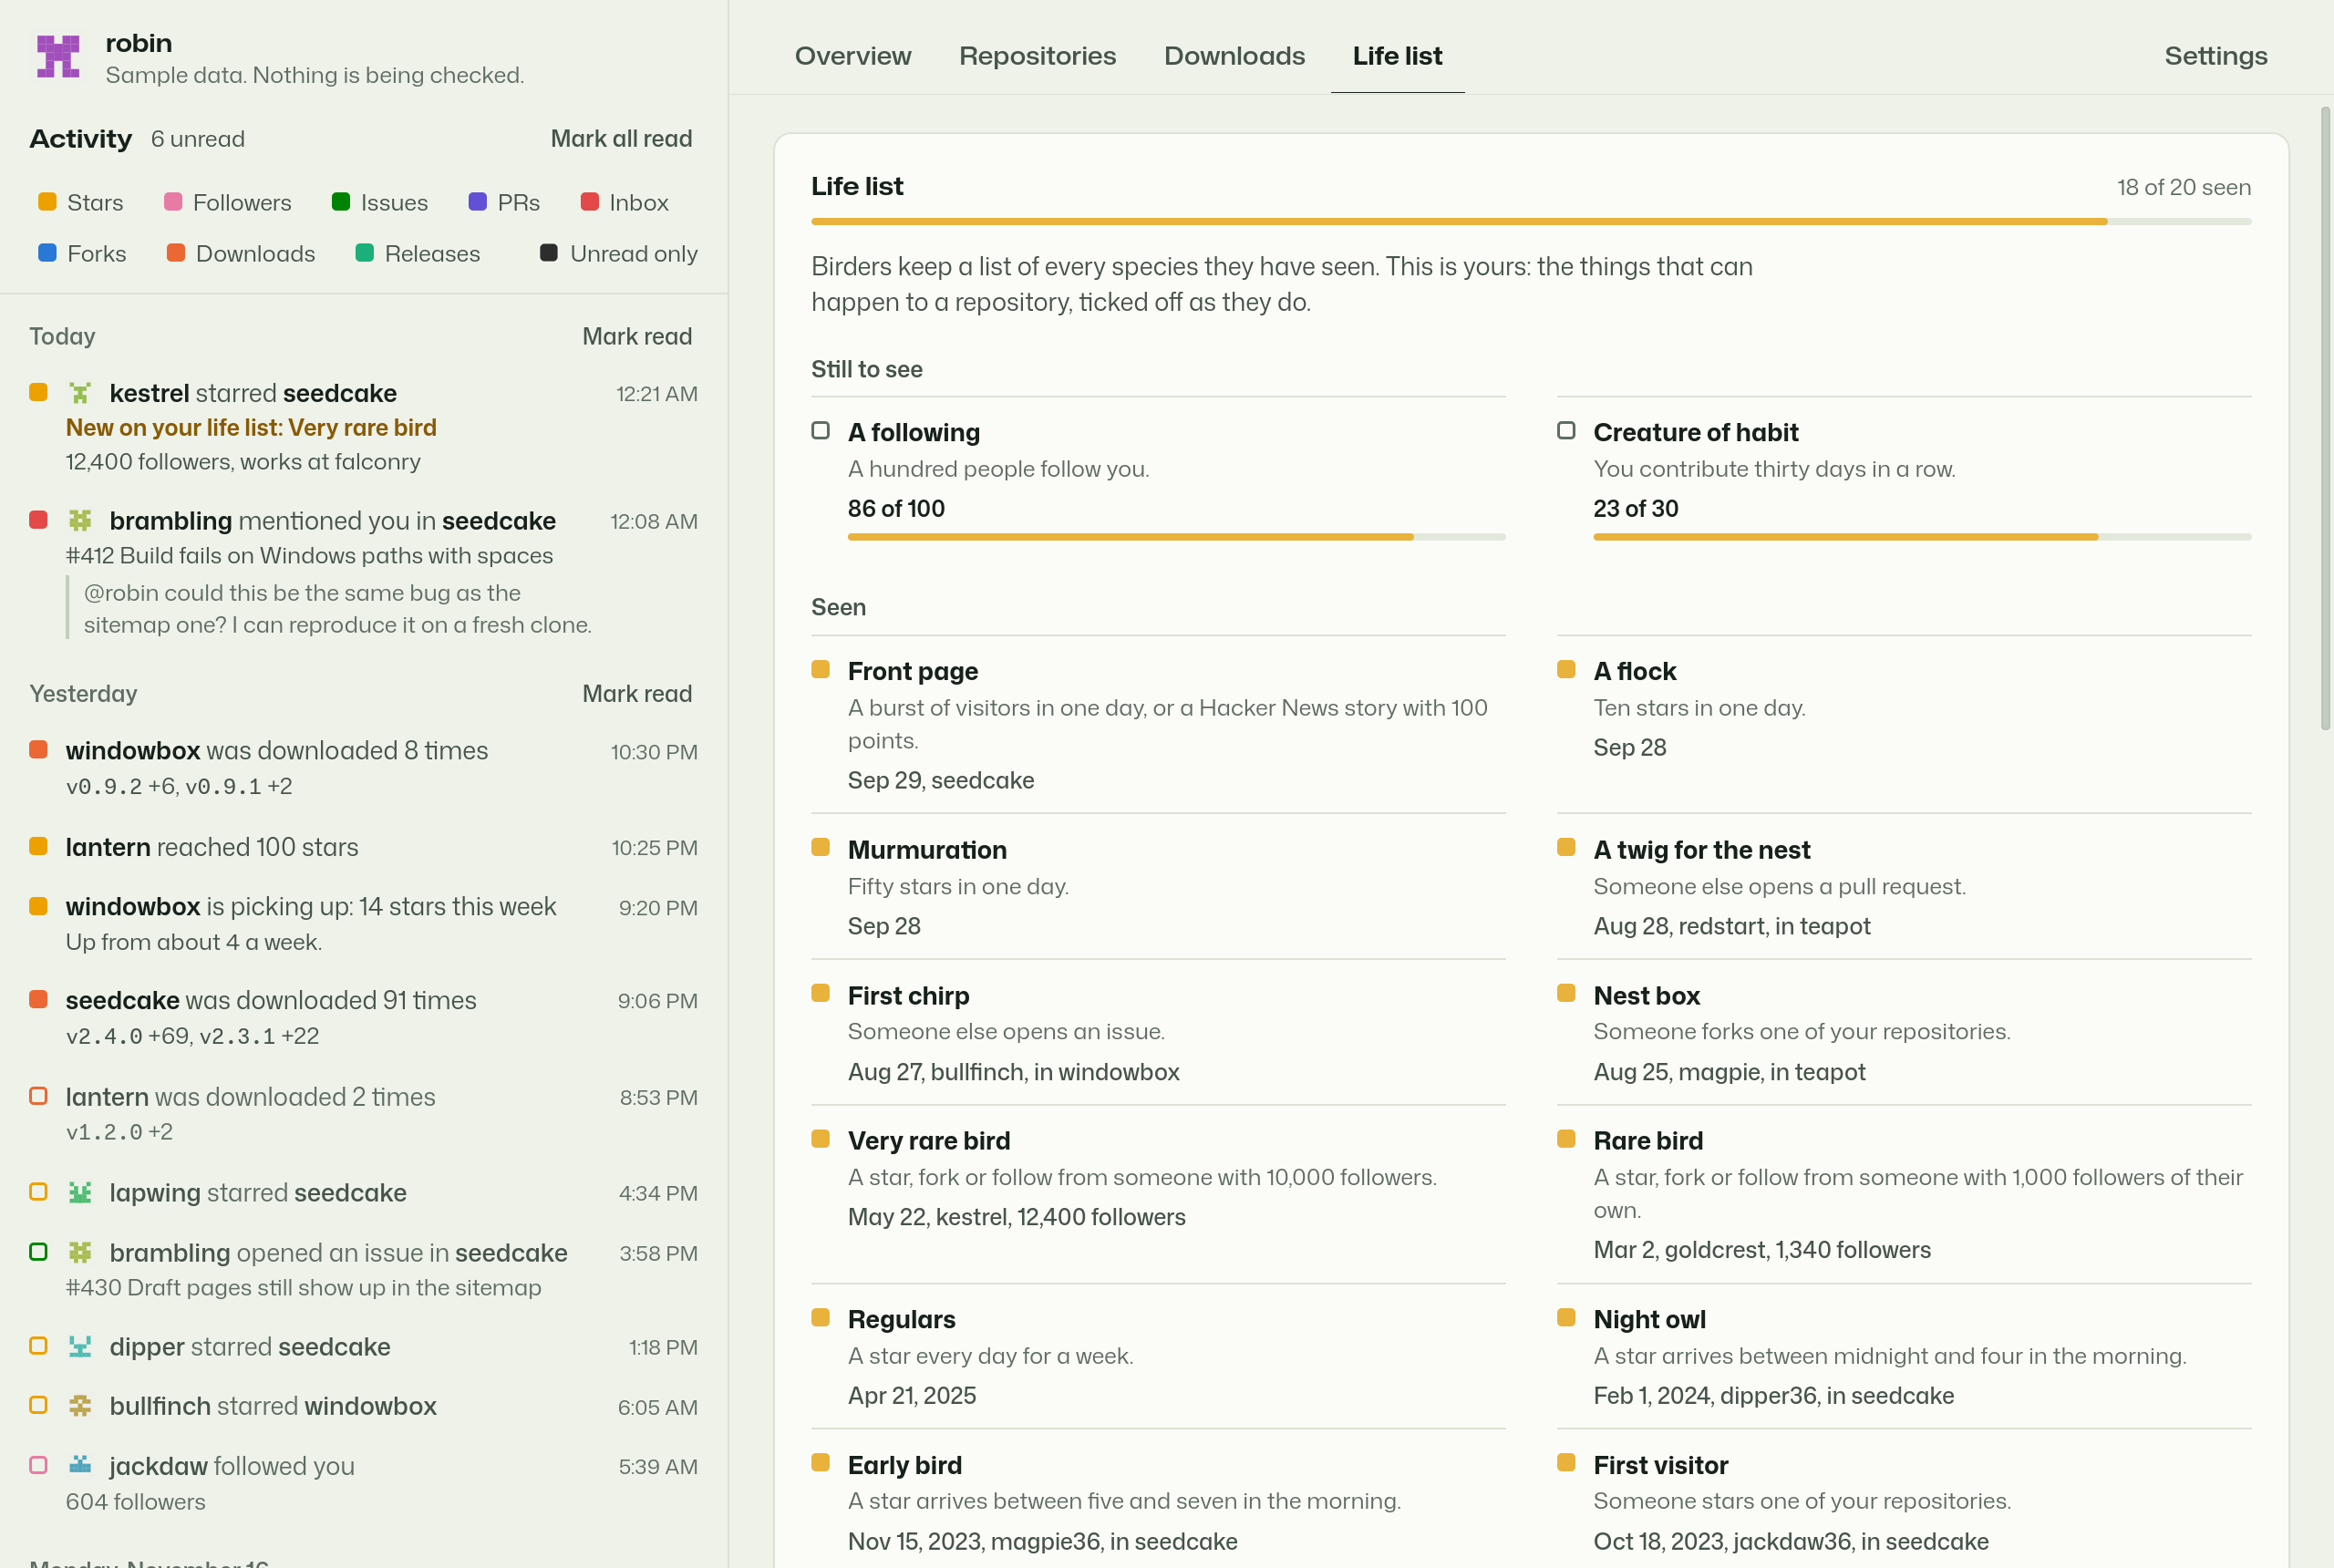 robin
Sample data. Nothing is being checked.
Activity 6 unread Mark all read
Stars Followers Issues PRs Inbox
Forks Downloads Releases Unread only
Today Mark read
kestrel starred seedcake 12:21 AM
New on your life list: Very rare bird
12,400 followers, works at falconry
brambling mentioned you in seedcake 12:08 AM
#412 Build fails on Windows paths with spaces
@robin could this be the same bug as the
sitemap one? I can reproduce it on a fresh clone.
Yesterday Mark read
windowbox was downloaded 8 times 10:30 PM
v0.9.2 +6, v0.9.1 +2
lantern reached 100 stars 10:25 PM
windowbox is picking up: 14 stars this week 9:20 PM
Up from about 4 a week.
seedcake was downloaded 91 times 9:06 PM
v2.4.0 +69, v2.3.1 +22
lantern was downloaded 2 times 8:53 PM
v1.2.0 +2
lapwing starred seedcake 4:34 PM
brambling opened an issue in seedcake 3:58 PM
#430 Draft pages still show up in the sitemap
dipper starred seedcake 1:18 PM
bullfinch starred windowbox 6:05 AM
jackdaw followed you 5:39 AM
604 followers
Monday, November 16
Overview Repositories Downloads Life list Settings
Life list 18 of 20 seen
Birders keep a list of every species they have seen. This is yours: the things that can
happen to a repository, ticked off as they do.
Still to see
A following
A hundred people follow you.
86 of 100
Creature of habit
You contribute thirty days in a row.
23 of 30
Seen
Front page
A burst of visitors in one day, or a Hacker News story with 100
points.
Sep 29, seedcake
A flock
Ten stars in one day.
Sep 28
Murmuration
Fifty stars in one day.
Sep 28
A twig for the nest
Someone else opens a pull request.
Aug 28, redstart, in teapot
First chirp
Someone else opens an issue.
Aug 27, bullfinch, in windowbox
Nest box
Someone forks one of your repositories.
Aug 25, magpie, in teapot
Very rare bird
A star, fork or follow from someone with 10,000 followers.
May 22, kestrel, 12,400 followers
Rare bird
A star, fork or follow from someone with 1,000 followers of their
own.
Mar 2, goldcrest, 1,340 followers
Regulars
A star every day for a week.
Apr 21, 2025
Night owl
A star arrives between midnight and four in the morning.
Feb 1, 2024, dipper36, in seedcake
Early bird
A star arrives between five and seven in the morning.
Nov 15, 2023, magpie36, in seedcake
First visitor
Someone stars one of your repositories.
Oct 18, 2023, jackdaw36, in seedcake